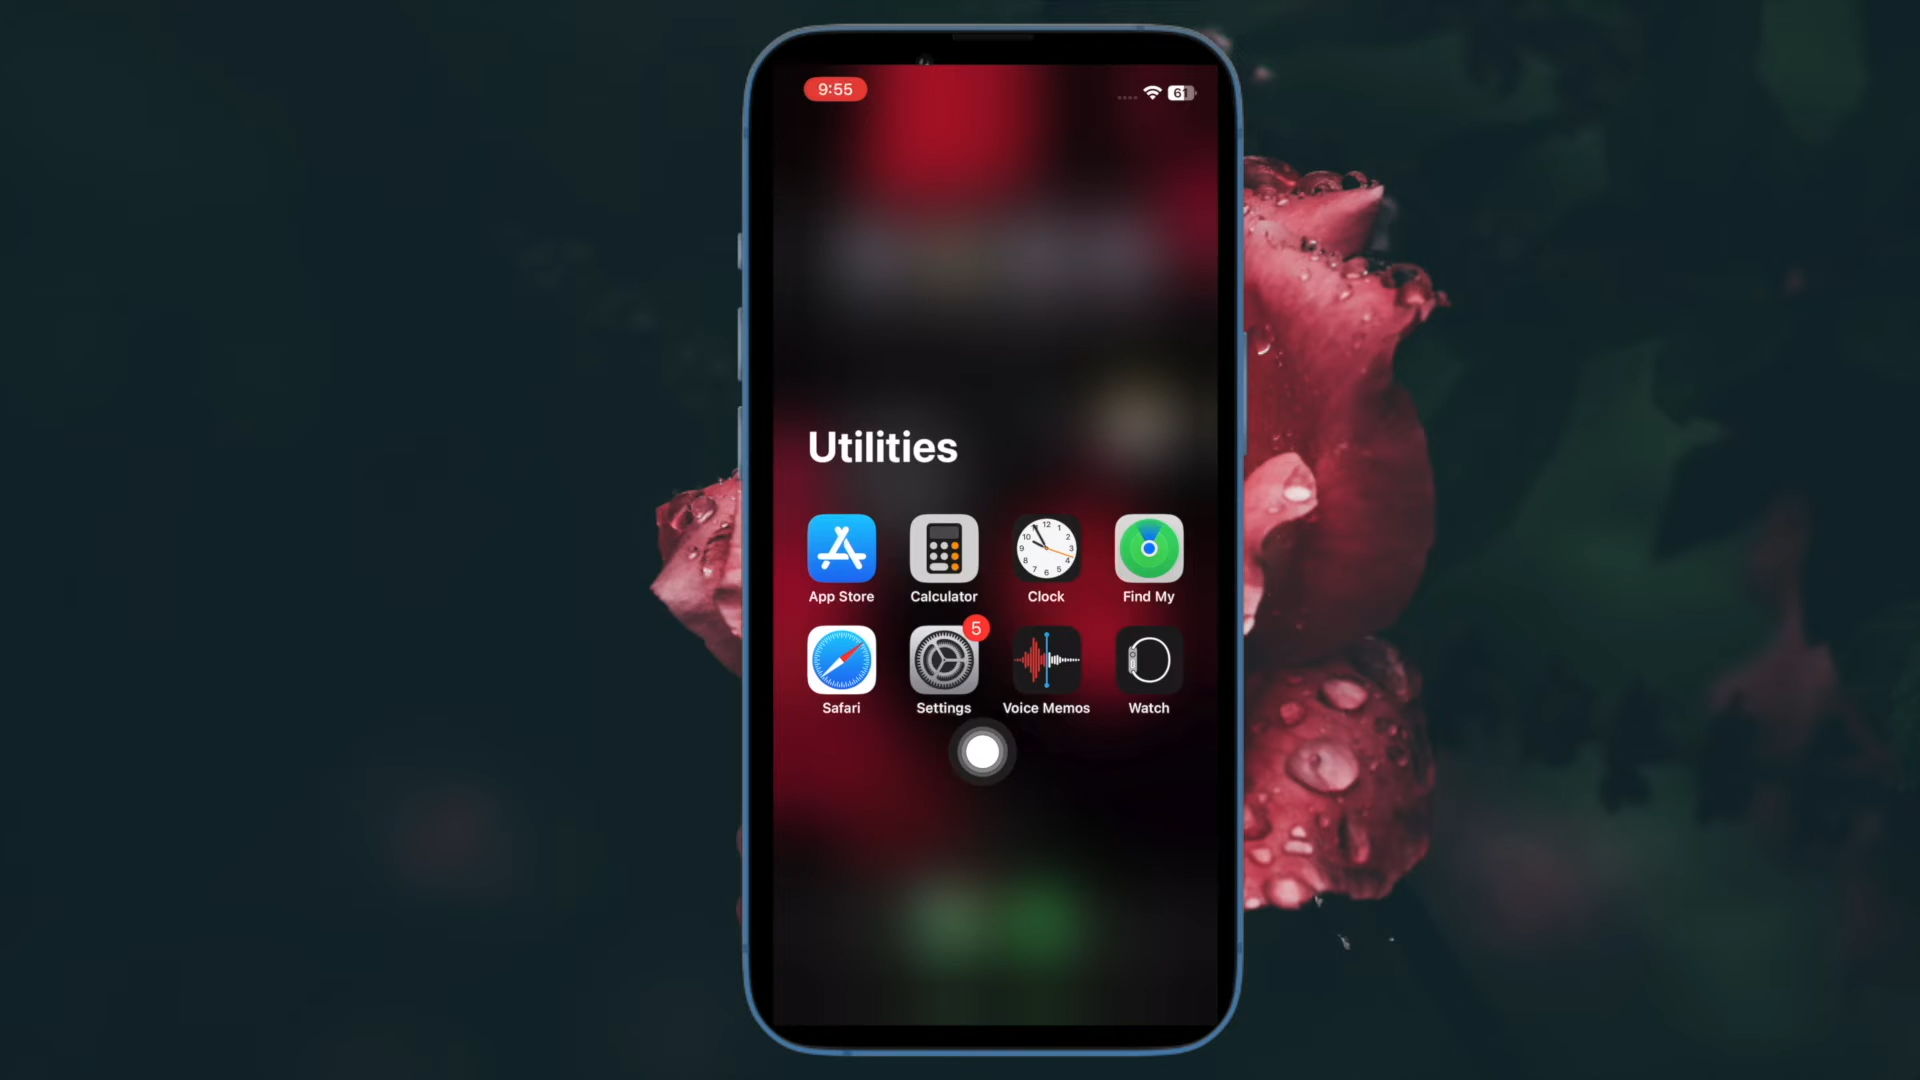 9:55
61
Utilities
App Store
Calculator
Clock
Find My
5
Safari
Settings
Voice Memos
Watch